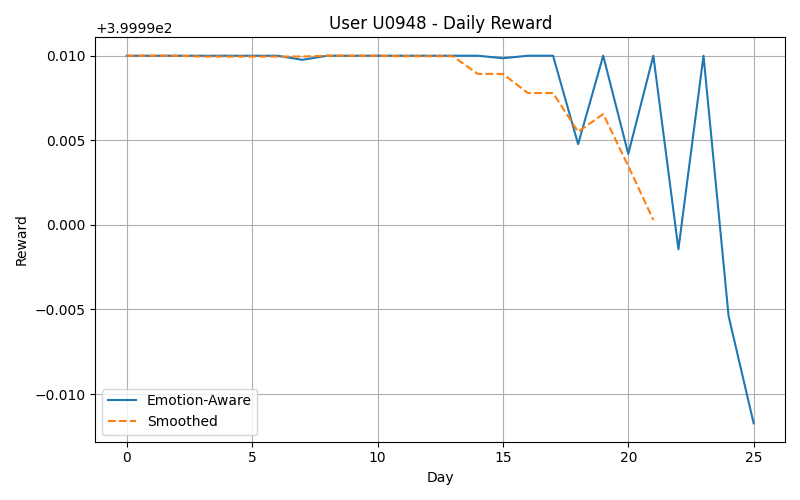 User U0948 - Daily Reward
+3.9999e2
0.010
0.005
0.000
−0.005
−0.010
Reward
Emotion-Aware
Smoothed
0 5 10 15 20 25
Day